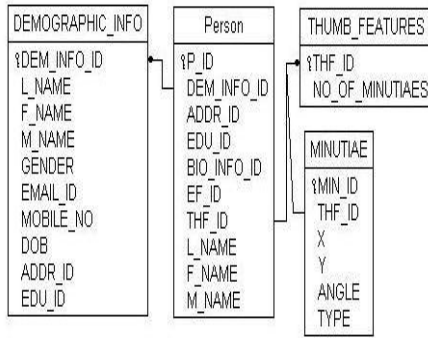 DEMOGRAPHIC_INFO
DEM_INFO_ID
L_NAME
F_NAME
M_NAME
GENDER
EMAIL_ID
MOBILE_NO
DOB
ADDR_ID
EDU_ID
Person
P_ID
DEM_INFO_ID
ADDR_ID
EDU_ID
BIO_INFO_ID
EF_ID
THF_ID
L_NAME
F_NAME
M_NAME
THUMB_FEATURES
THF_ID
NO_OF_MINUTIAES
MINUTIAE
MIN_ID
THF_ID
X
Y
ANGLE
TYPE